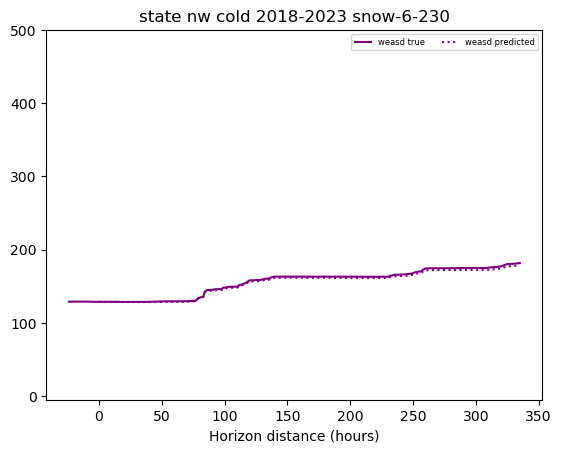 state nw cold 2018-2023 snow-6-230
weasd true weasd predicted
500
400
300
200
100
0
0 50 100 150 200 250 300 350
Horizon distance (hours)